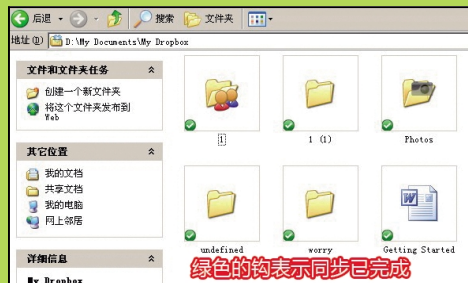 后退 搜索 文件夹
地址(D) D:\My Documents\My Dropbox
文件和文件夹任务
创建一个新文件夹
将这个文件夹发布到
Web
其它位置
我的文档
共享文档
我的电脑
网上邻居
详细信息
My Dropbox
1 1 (1) Photos
undefined worry Getting Started
绿色的钩表示同步已完成